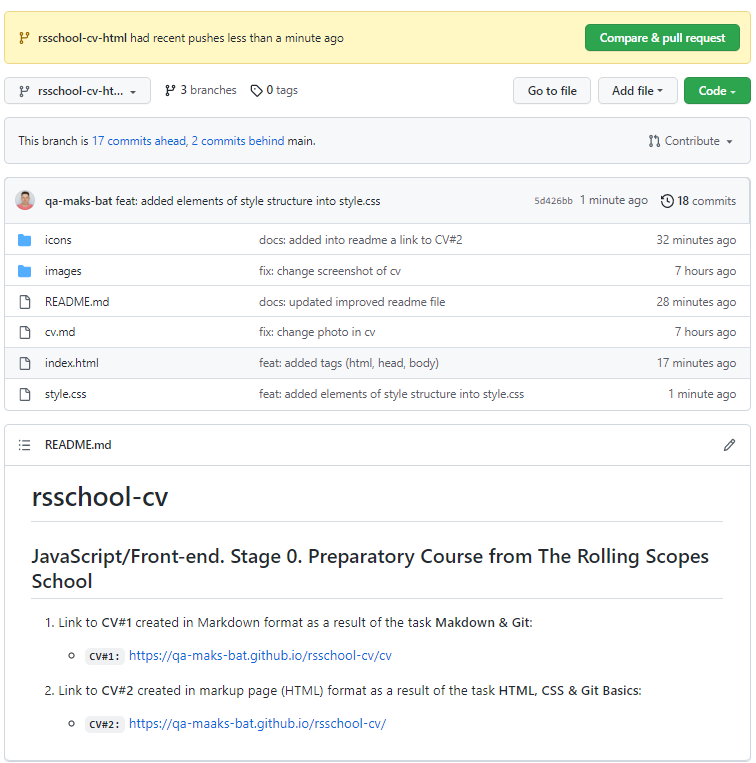 rsschool-cv-html had recent pushes less than a minute ago
Compare & pull request
rsschool-cv-ht... 3 branches 0 tags Go to file Add file Code
This branch is 17 commits ahead, 2 commits behind main. Contribute
qa-maks-bat feat: added elements of style structure into style.css 5d426bb 1 minute ago 18 commits
icons docs: added into readme a link to CV#2 32 minutes ago
images fix: change screenshot of cv 7 hours ago
README.md docs: updated improved readme file 28 minutes ago
cv.md fix: change photo in cv 7 hours ago
index.html feat: added tags (html, head, body) 17 minutes ago
style.css feat: added elements of style structure into style.css 1 minute ago
README.md
rsschool-cv
JavaScript/Front-end. Stage 0. Preparatory Course from The Rolling Scopes
School
1. Link to CV#1 created in Markdown format as a result of the task Makdown & Git:
CV#1: https://qa-maks-bat.github.io/rsschool-cv/cv
2. Link to CV#2 created in markup page (HTML) format as a result of the task HTML, CSS & Git Basics:
CV#2: https://qa-maaks-bat.github.io/rsschool-cv/